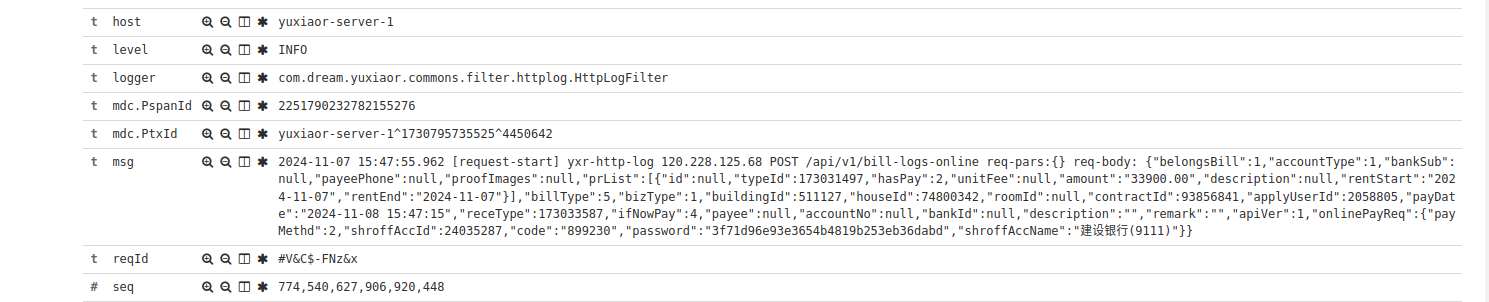 t host yuxiaor-server-1
t level INFO
t logger com.dream.yuxiaor.commons.filter.httplog.HttpLogFilter
t mdc.PspanId 2251790232782155276
t mdc.PtxId yuxiaor-server-1^1730795735525^4450642
t msg 2024-11-07 15:47:55.962 [request-start] yxr-http-log 120.228.125.68 POST /api/v1/bill-logs-online req-pars:{} req-body: {"belongsBill":1,"accountType":1,"bankSub":
null,"payeePhone":null,"proofImages":null,"prList":[{"id":null,"typeId":173031497,"hasPay":2,"unitFee":null,"amount":"33900.00","description":null,"rentStart":"202
4-11-07","rentEnd":"2024-11-07"}],"billType":5,"bizType":1,"buildingId":511127,"houseId":74800342,"roomId":null,"contractId":93856841,"applyUserId":2058805,"payDat
e":"2024-11-08 15:47:15","receType":173033587,"ifNowPay":4,"payee":null,"accountNo":null,"bankId":null,"description":"","remark":"","apiVer":1,"onlinePayReq":{"pay
Methd":2,"shroffAccId":24035287,"code":"899230","password":"3f71d96e93e3654b4819b253eb36dabd","shroffAccName":"建设银行(9111)"}}
t reqId #V&C$-FNz&x
# seq 774,540,627,906,920,448